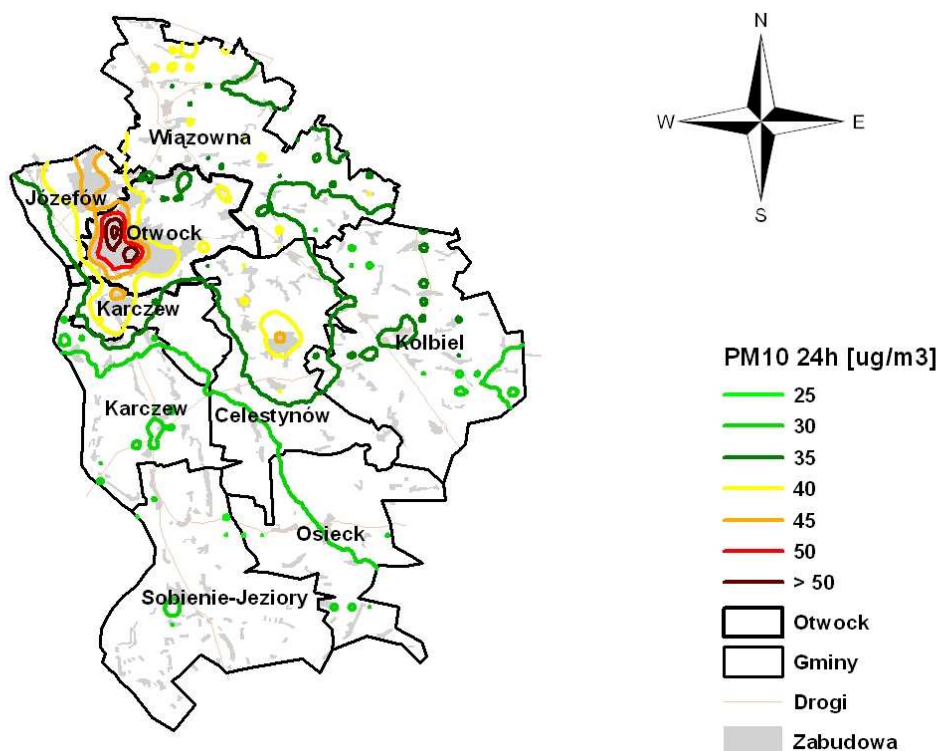 N
W
E
S
Wiązowna
Józefów
Otwock
Karczew
Kołbiel
Karczew
Celestynów
Osieck
Sobienie-Jeziory
PM10 24h [ug/m3]
25
30
35
40
45
50
> 50
Otwock
Gminy
Drogi
Zabudowa